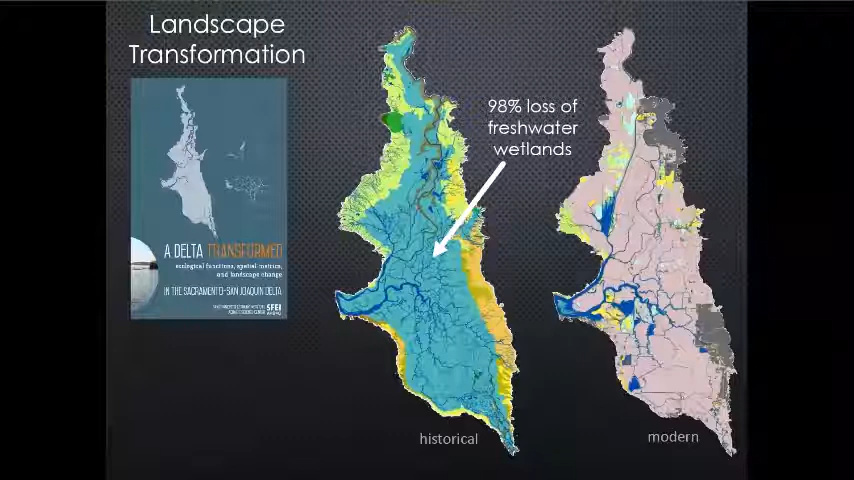 Landscape
Transformation
98% loss of
freshwater
wetlands
A DELTA TRANSFORMED
ecological functions, spatial metrics,
and landscape change
IN THE SACRAMENTO-SAN JOAQUIN DELTA
SFEI
historical
modern